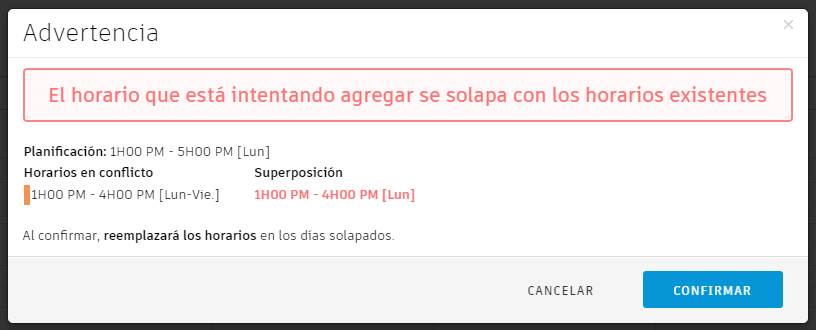 Advertencia
×
El horario que está intentando agregar se solapa con los horarios existentes
Planificación: 1H00 PM - 5H00 PM [Lun]
Horarios en conflicto Superposición
1H00 PM - 4H00 PM [Lun-Vie.] 1H00 PM - 4H00 PM [Lun]
Al confirmar, reemplazará los horarios en los días solapados.
CANCELAR CONFIRMAR